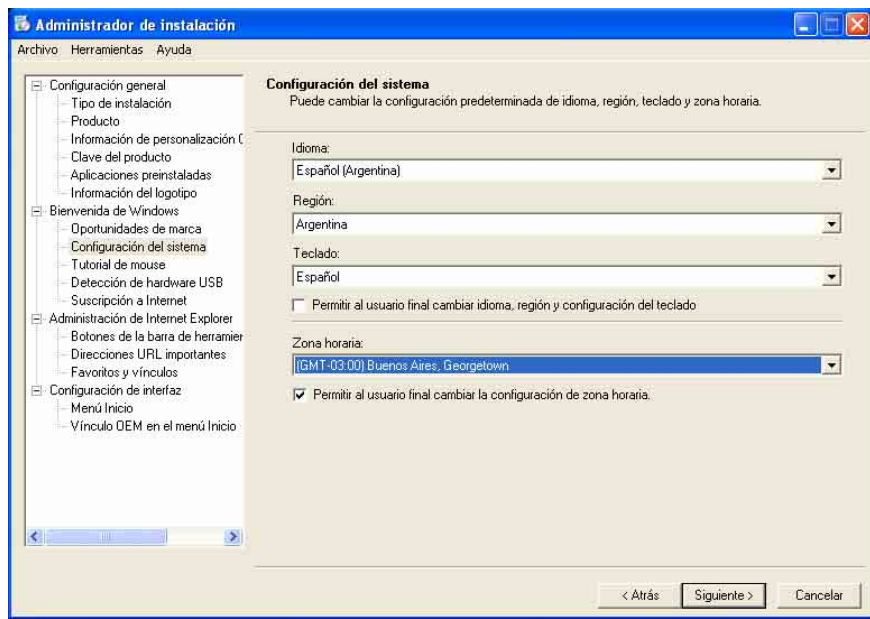 Administrador de instalación
Archivo Herramientas Ayuda
Configuración general
Tipo de instalación
Producto
Información de personalización
Clave del producto
Aplicaciones preinstaladas
Información del logotipo
Bienvenida de Windows
Oportunidades de marca
Configuración del sistema
Tutorial de mouse
Detección de hardware USB
Suscripción a Internet
Administración de Internet Explorer
Botones de la barra de herramier
Direcciones URL importantes
Favoritos y vínculos
Configuración de interfaz
Menú Inicio
Vínculo OEM en el menú Inicio
Configuración del sistema
Puede cambiar la configuración predeterminada de idioma, región, teclado y zona horaria.
Idioma:
Español (Argentina)
Región:
Argentina
Teclado:
Español
Permitir al usuario final cambiar idioma, región y configuración del teclado
Zona horaria:
(GMT-03:00) Buenos Aires, Georgetown
Permitir al usuario final cambiar la configuración de zona horaria.
< Atrás
Siguiente >
Cancelar